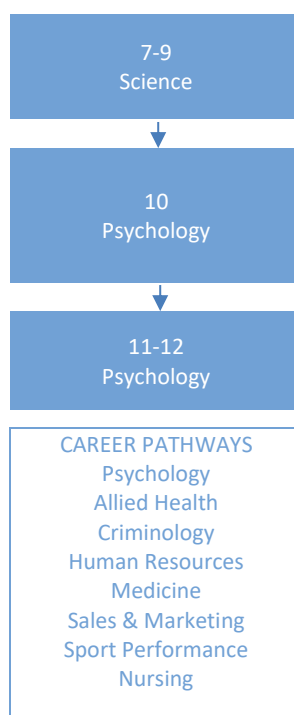 7-9
Science
10
Psychology
11-12
Psychology
CAREER PATHWAYS
Psychology
Allied Health
Criminology
Human Resources
Medicine
Sales & Marketing
Sport Performance
Nursing